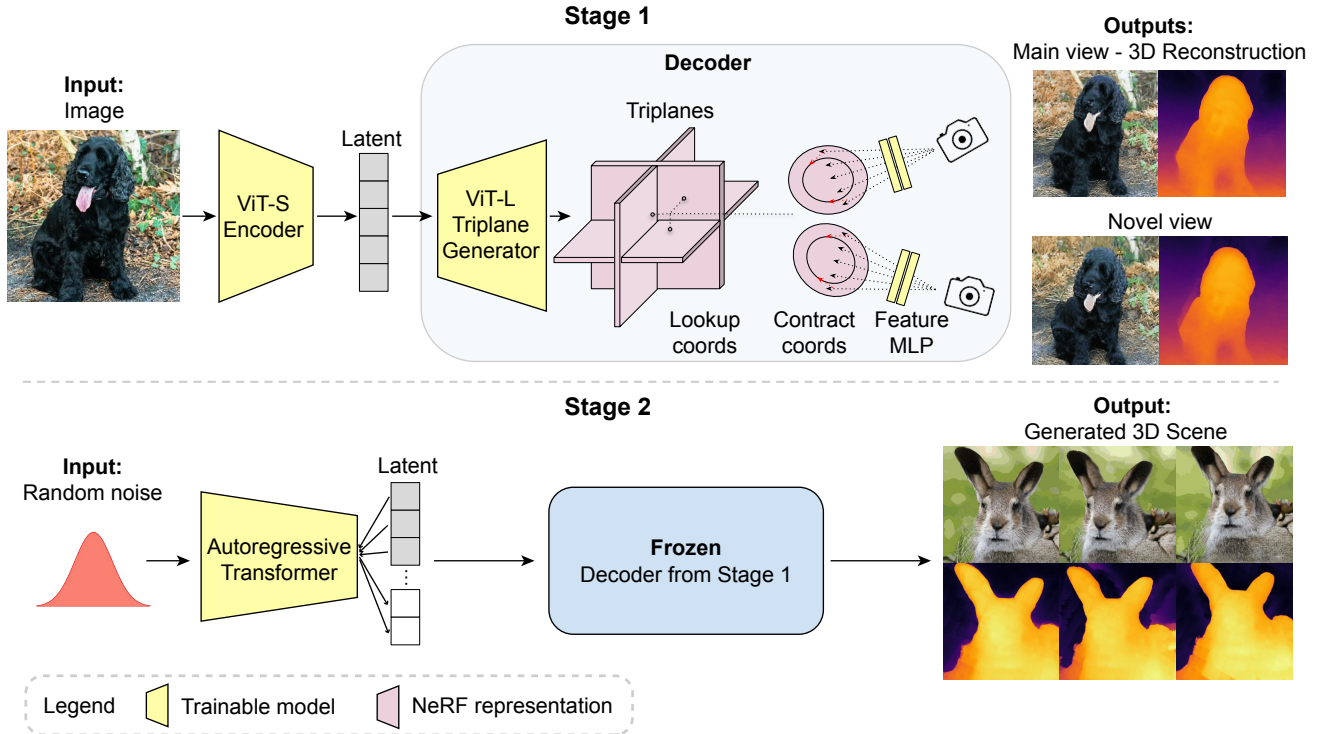 Stage 1
Input:
Image
ViT-S
Encoder
Latent
Decoder
ViT-L
Triplane
Generator
Triplanes
Lookup
coords
Contract
coords
Feature
MLP
Outputs:
Main view - 3D Reconstruction
Novel view
Stage 2
Input:
Random noise
Autoregressive
Transformer
Latent
Frozen
Decoder from Stage 1
Output:
Generated 3D Scene
Legend
Trainable model
NeRF representation